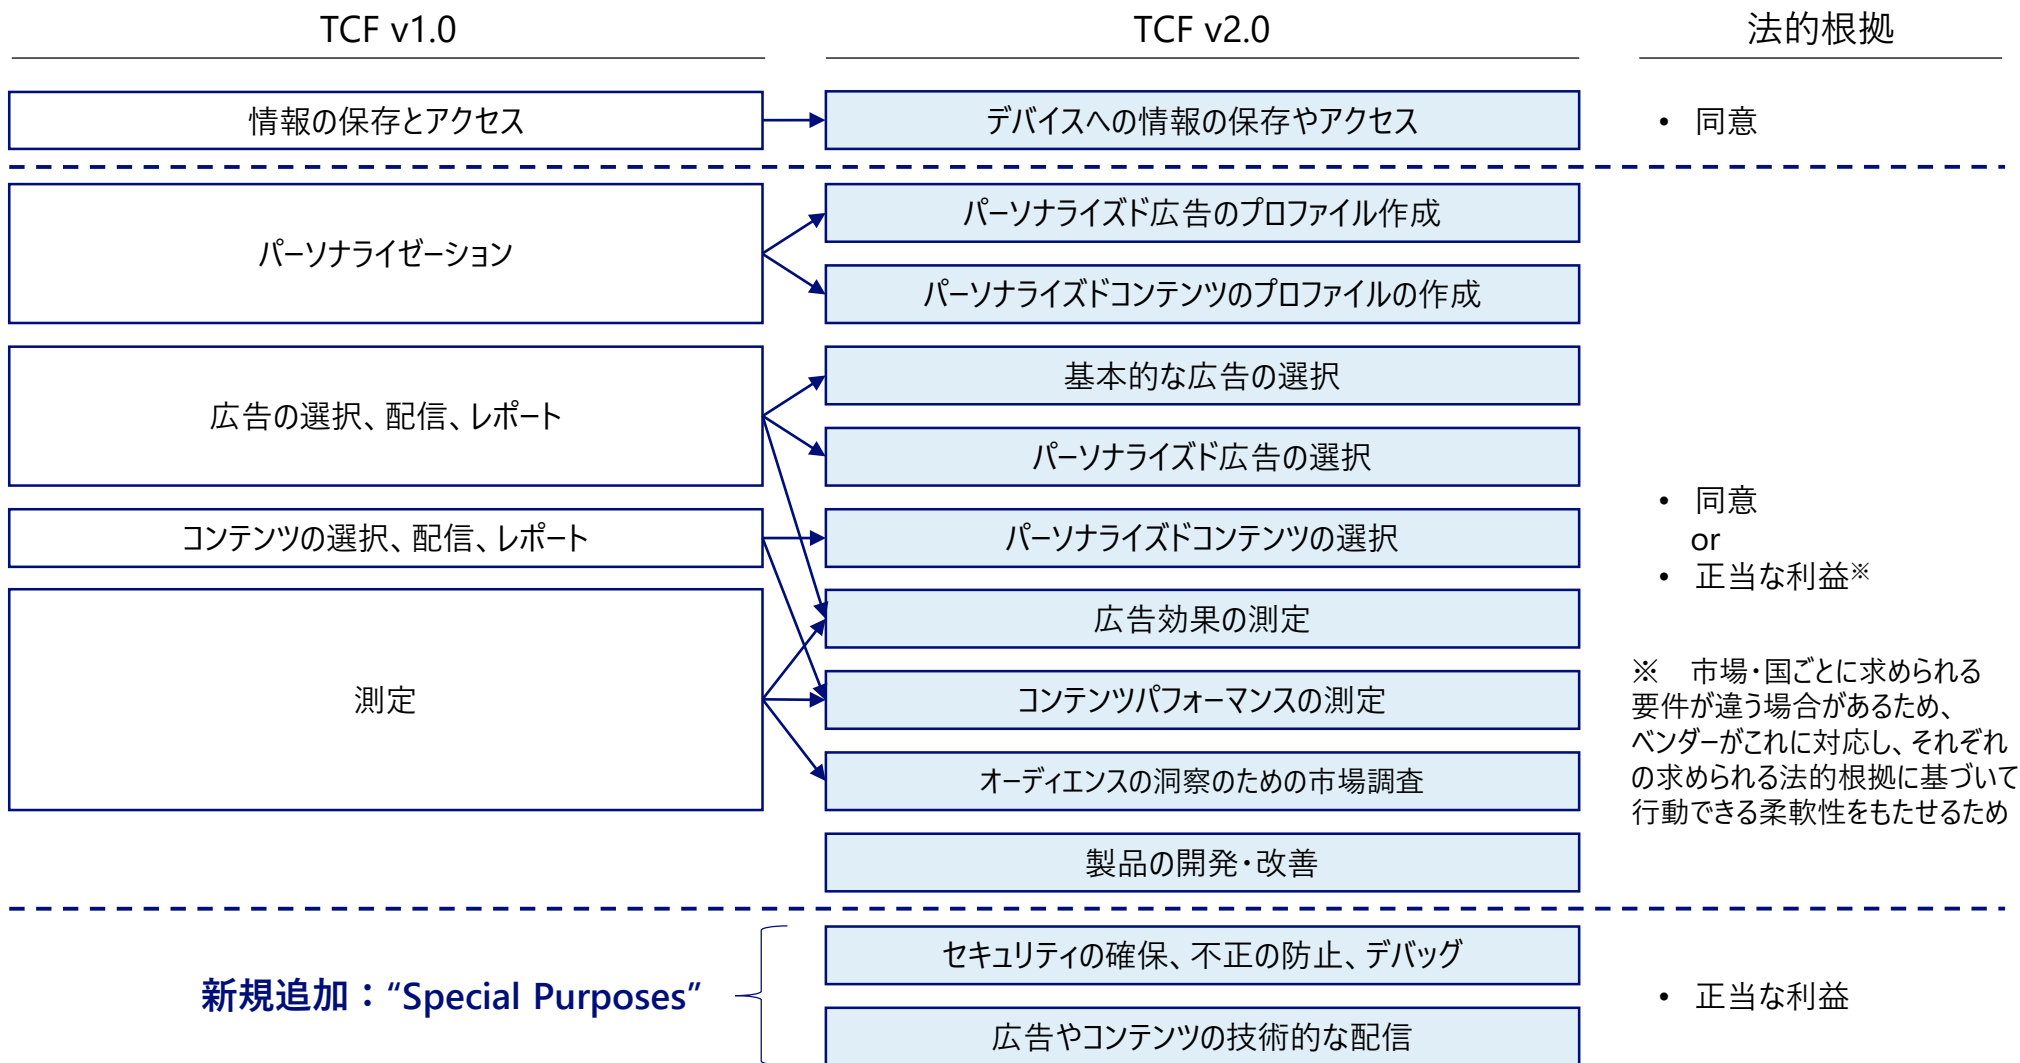 TCF v1.0
TCF v2.0
法的根拠
情報の保存とアクセス
デバイスへの情報の保存やアクセス
• 同意
パーソナライゼーション
パーソナライズド広告のプロファイル作成
パーソナライズドコンテンツのプロファイルの作成
広告の選択、配信、レポート
基本的な広告の選択
パーソナライズド広告の選択
コンテンツの選択、配信、レポート
パーソナライズドコンテンツの選択
測定
広告効果の測定
コンテンツパフォーマンスの測定
オーディエンスの洞察のための市場調査
製品の開発・改善
• 同意
or
• 正当な利益※
※ 市場・国ごとに求められる
要件が違う場合があるため、
ベンダーがこれに対応し、それぞれ
の求められる法的根拠に基づいて
行動できる柔軟性をもたせるため
新規追加：“Special Purposes”
セキュリティの確保、不正の防止、デバッグ
広告やコンテンツの技術的な配信
• 正当な利益